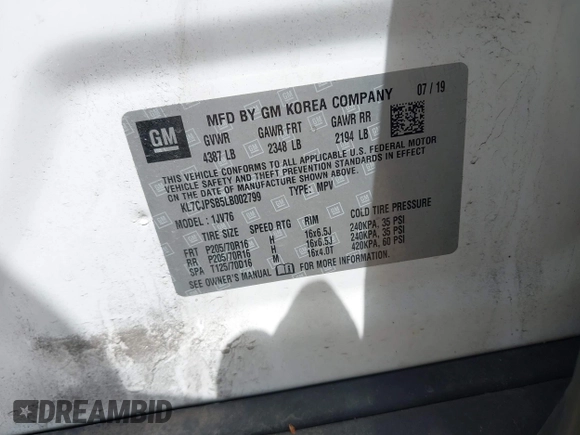 MFD BY GM KOREA COMPANY 07/19
GM
GVWR GAWR FRT GAWR RR
4387 LB 2348 LB 2194 LB
THIS VEHICLE CONFORMS TO ALL APPLICABLE U.S. FEDERAL MOTOR
VEHICLE SAFETY AND THEFT PREVENTION STANDARDS IN EFFECT
ON THE DATE OF MANUFACTURE SHOWN ABOVE.
KL7CJPSB5LB002799 TYPE: MPV
MODEL: 1JV76
TIRE SIZE SPEED RTG RIM COLD TIRE PRESSURE
FRT P205/70R16 H 16x6.5J 240KPA, 35 PSI
RR P205/70R16 H 16x6.5J 240KPA, 35 PSI
SPA T125/70D16 M 16x4.0T 420KPA, 60 PSI
SEE OWNER'S MANUAL FOR ADDITIONAL INFORMATION
DREAMBID